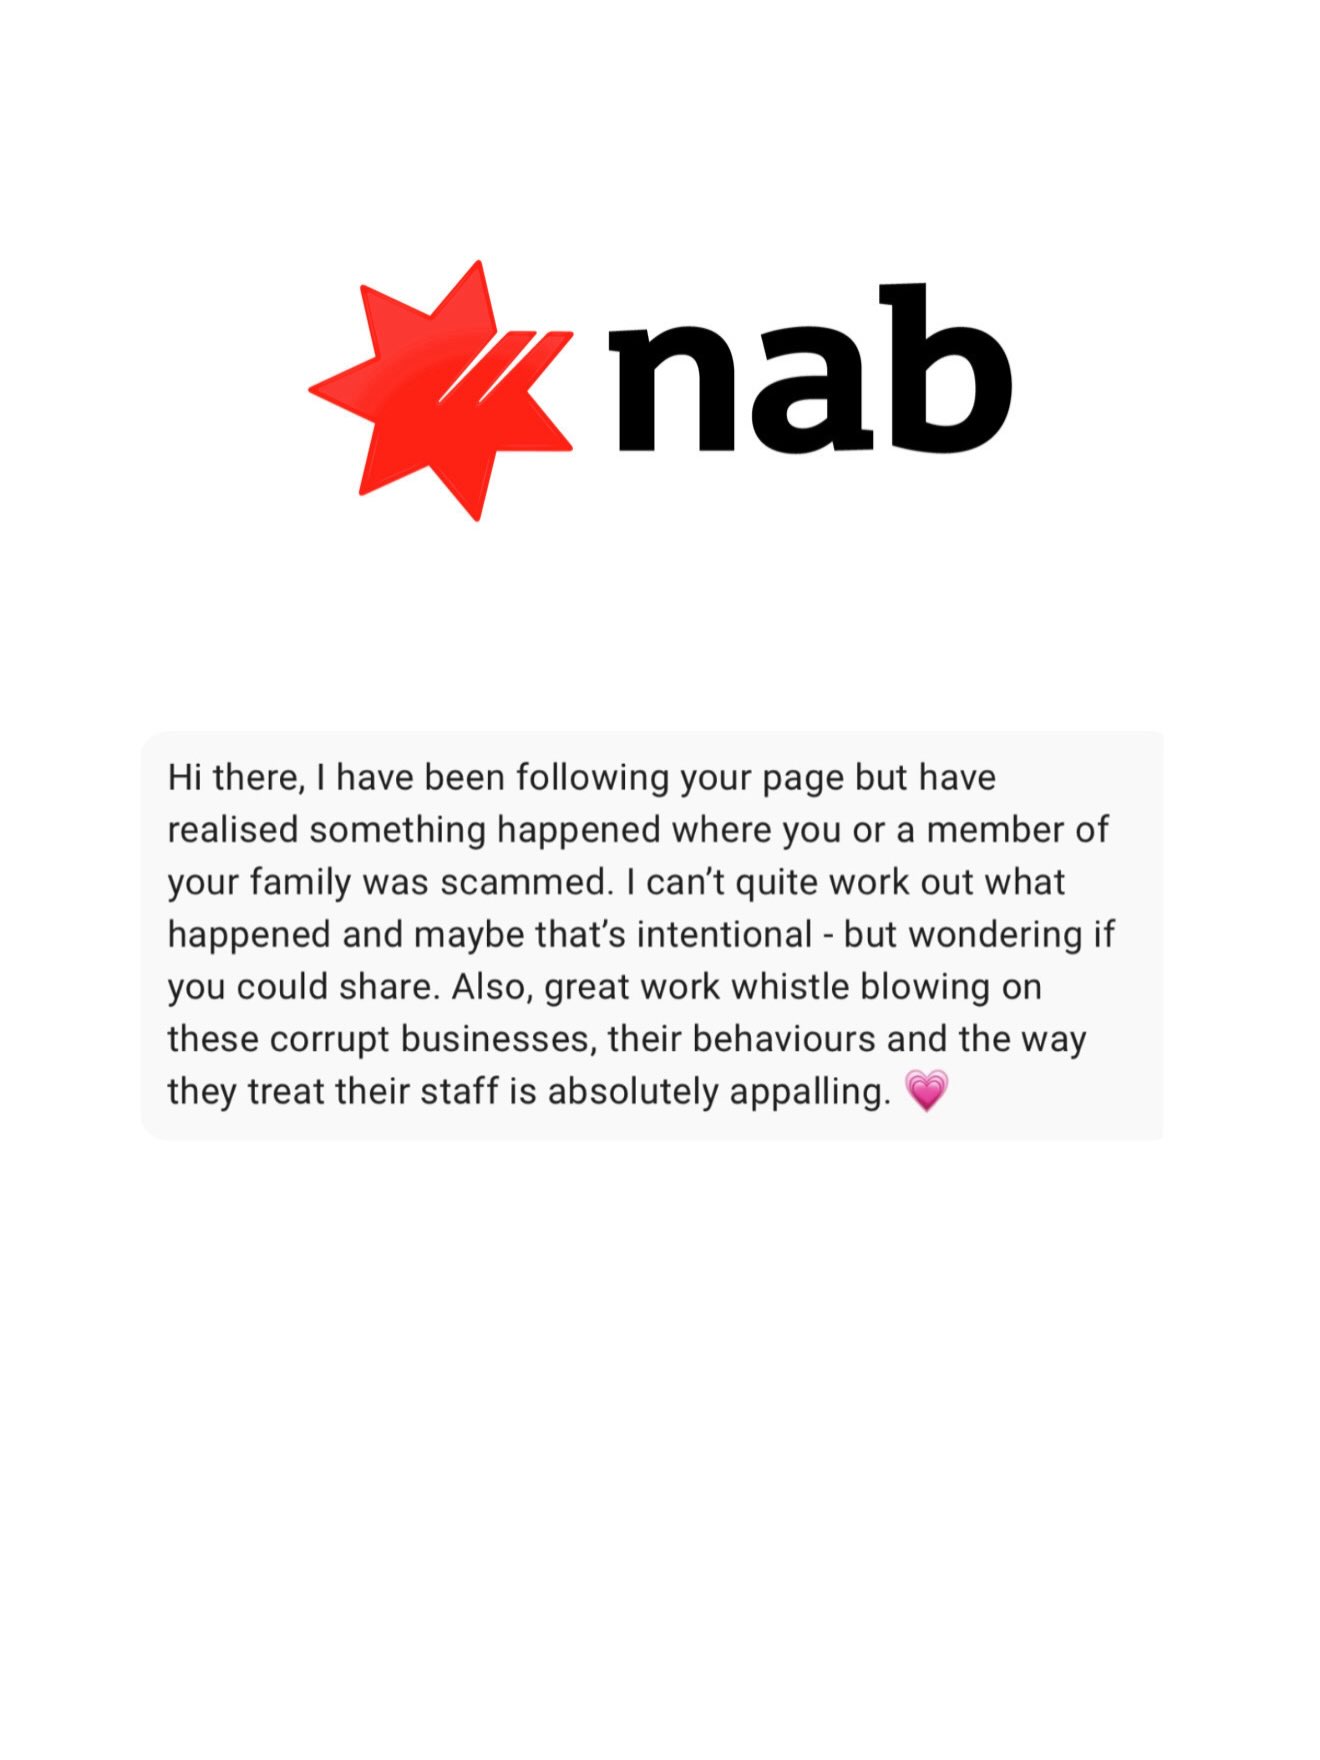 nab
Hi there, I have been following your page but have
realised something happened where you or a member of
your family was scammed. I can’t quite work out what
happened and maybe that’s intentional - but wondering if
you could share. Also, great work whistle blowing on
these corrupt businesses, their behaviours and the way
they treat their staff is absolutely appalling. 💗